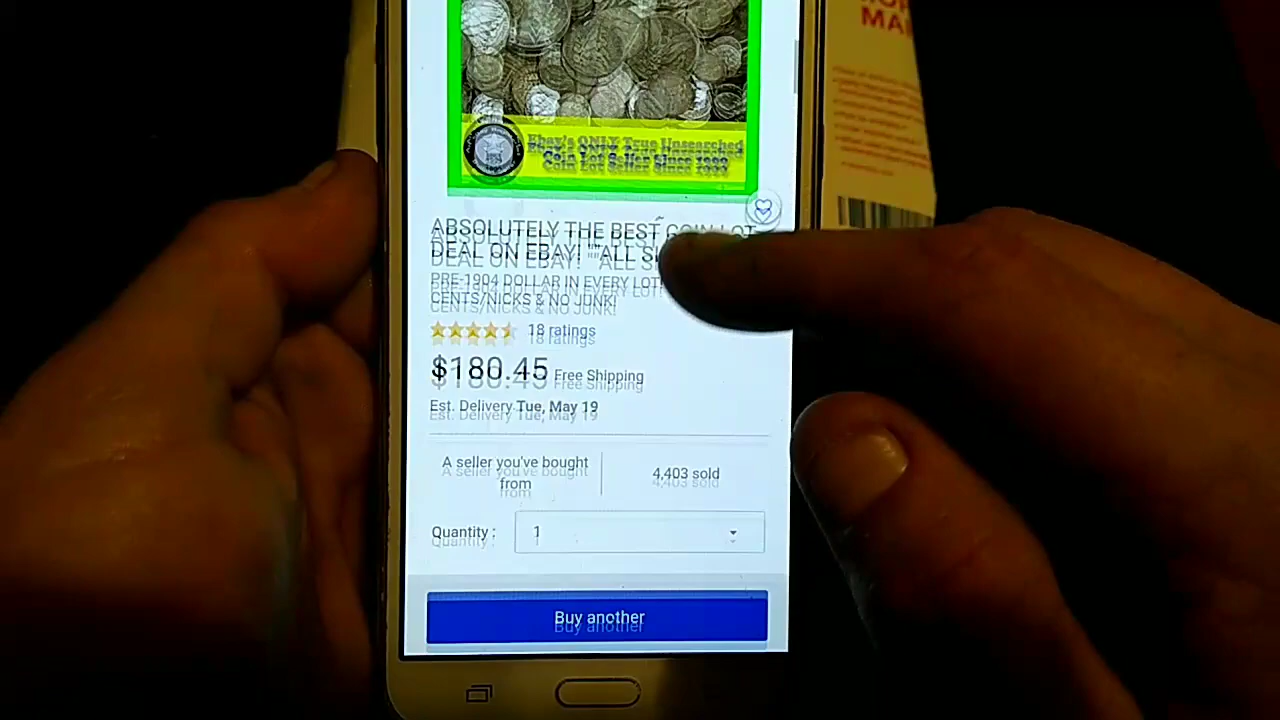 Ebay's ONLY True Unsearched
Coin Lot Seller Since 1999
ABSOLUTELY THE BEST COIN LOT
DEAL ON EBAY! ""ALL
PRE-1904 DOLLAR IN EVERY LOT!
CENTS/NICKS & NO JUNK!
18 ratings
$180.45 Free Shipping
Est. Delivery Tue, May 19
A seller you've bought
from
4,403 sold
Quantity : 1
Buy another